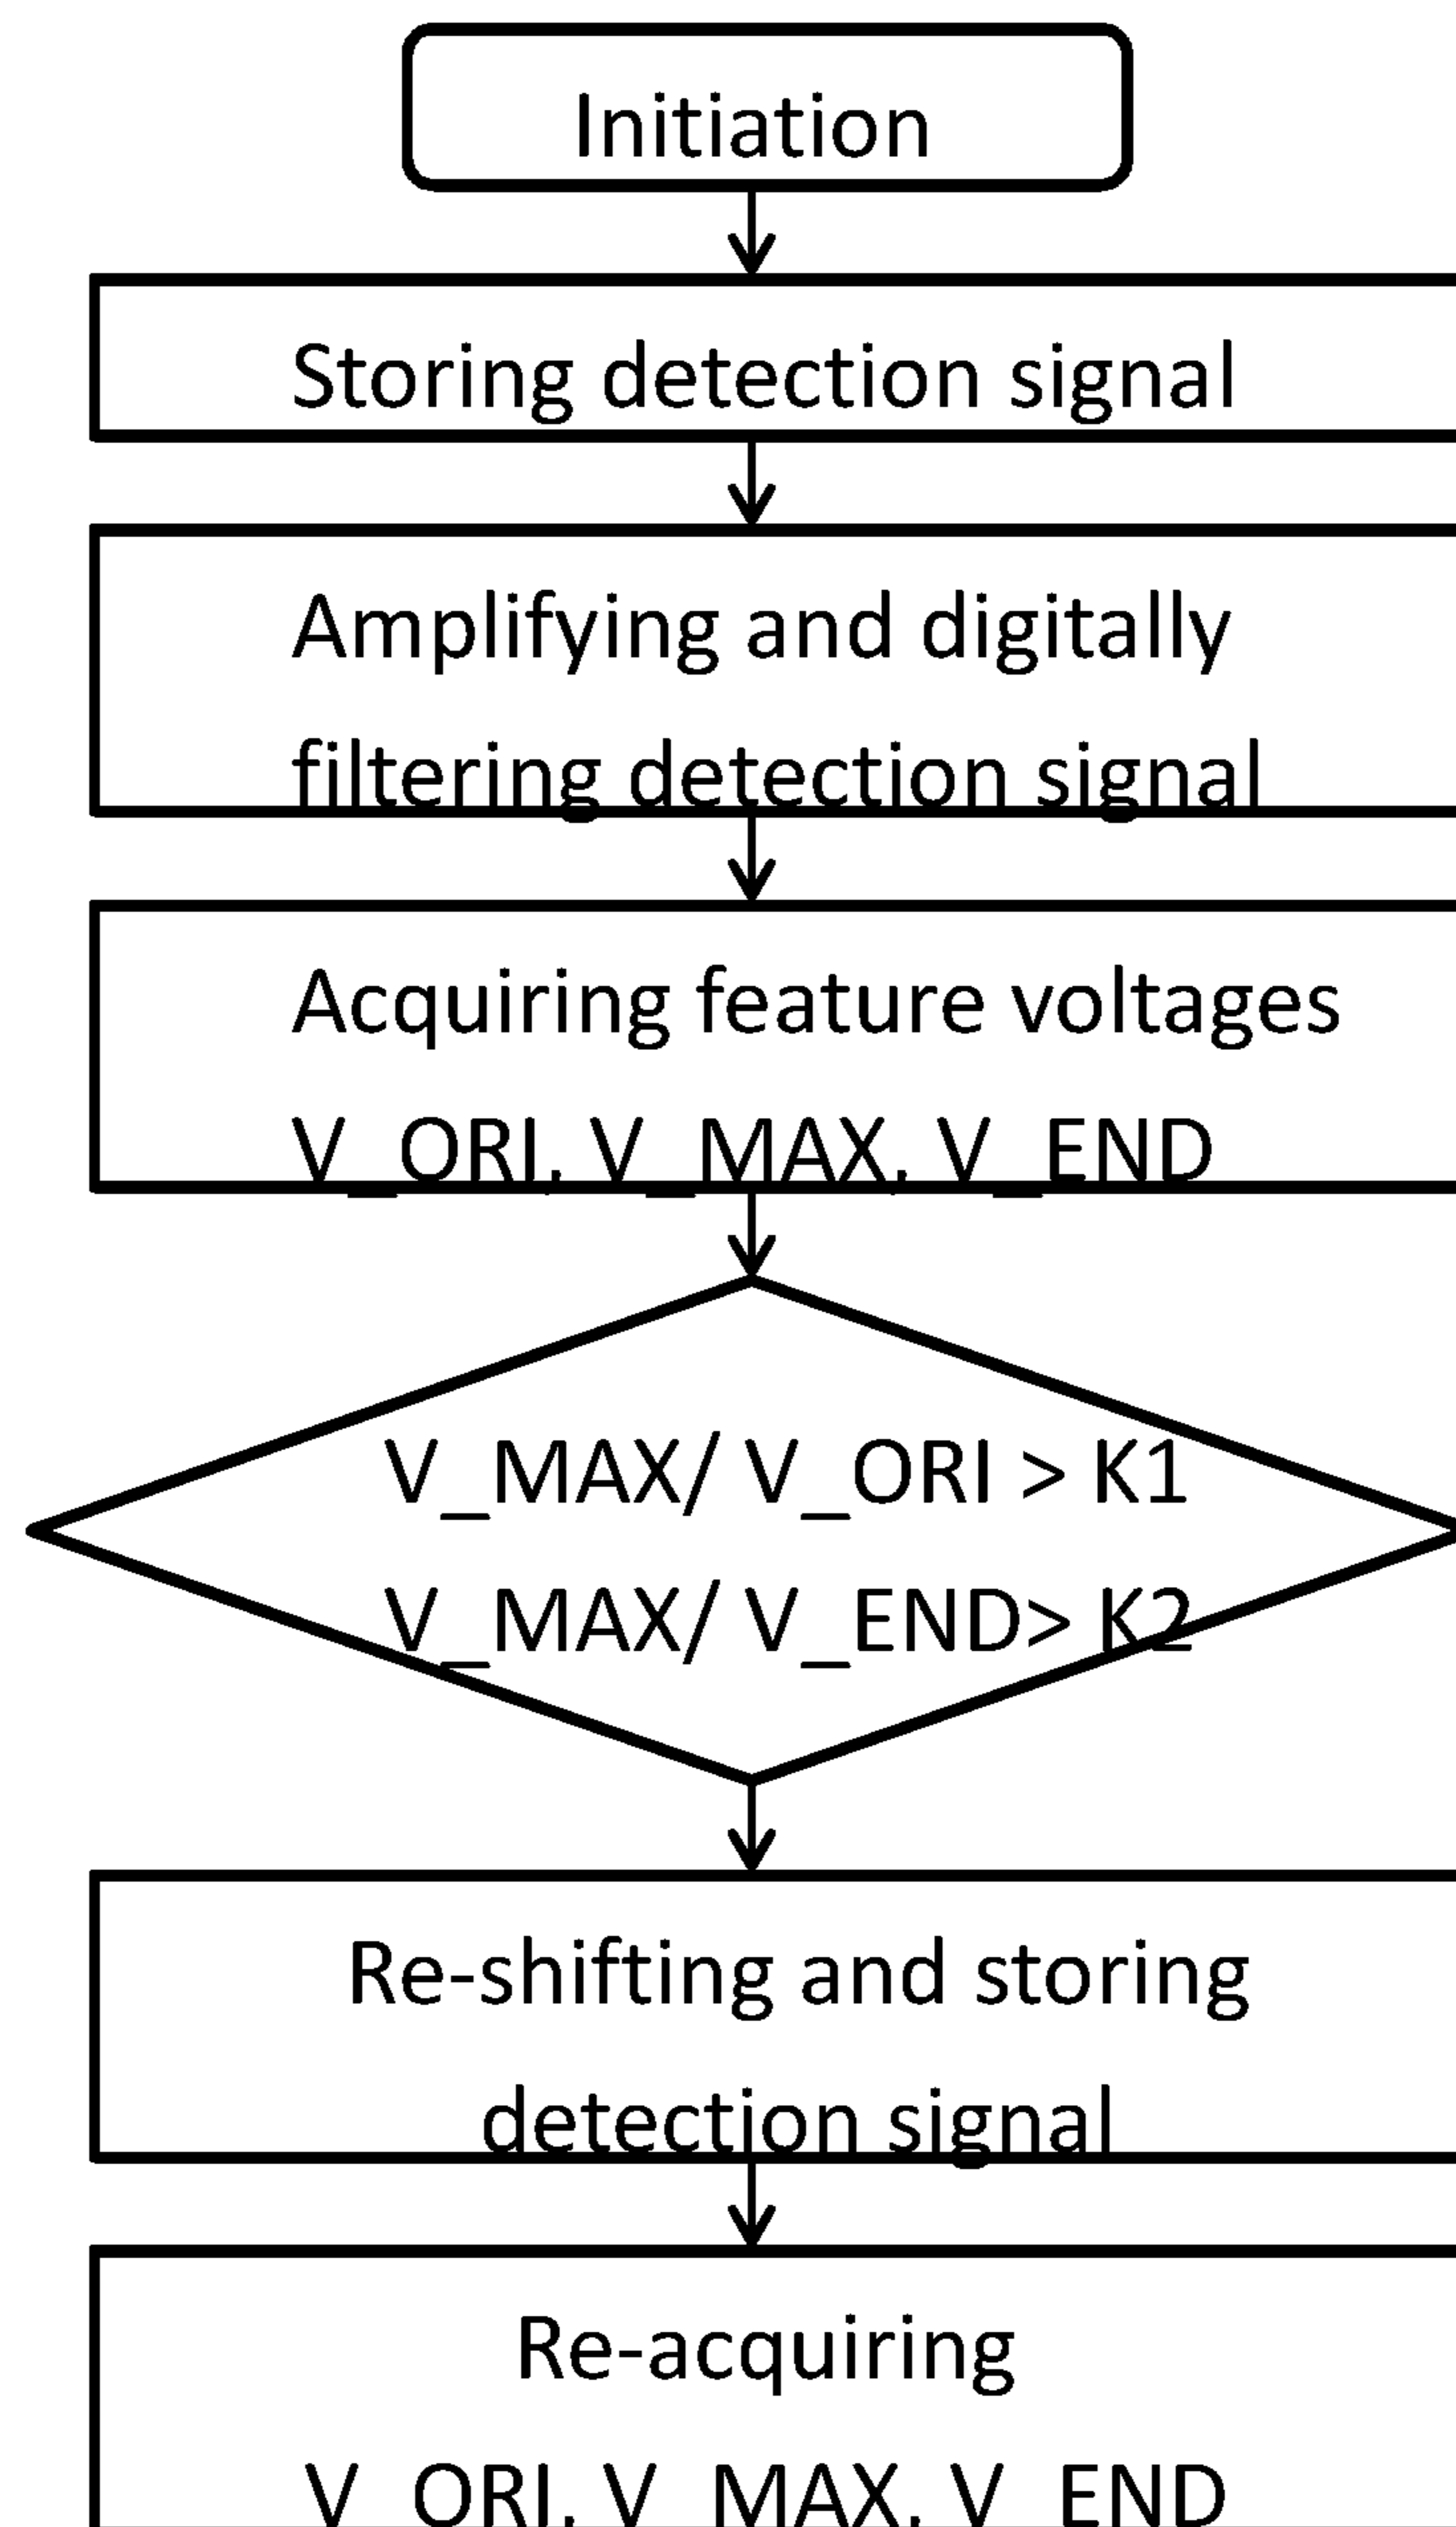 Initiation
Storing detection signal
Amplifying and digitally
filtering detection signal
Acquiring feature voltages
V_ORI, V_MAX, V_END
V_MAX/ V_ORI > K1
V_MAX/ V_END> K2
Re-shifting and storing
detection signal
Re-acquiring
V_ORI, V_MAX, V_END